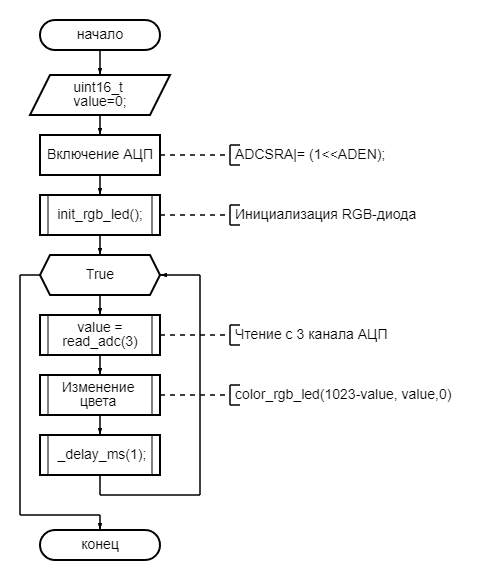 начало
uint16_t
value=0;
Включение АЦП
ADCSRA|= (1<<ADEN);
init_rgb_led();
Инициализация RGB-диода
True
value =
read_adc(3)
Чтение с 3 канала АЦП
Изменение
цвета
color_rgb_led(1023-value, value,0)
_delay_ms(1);
конец